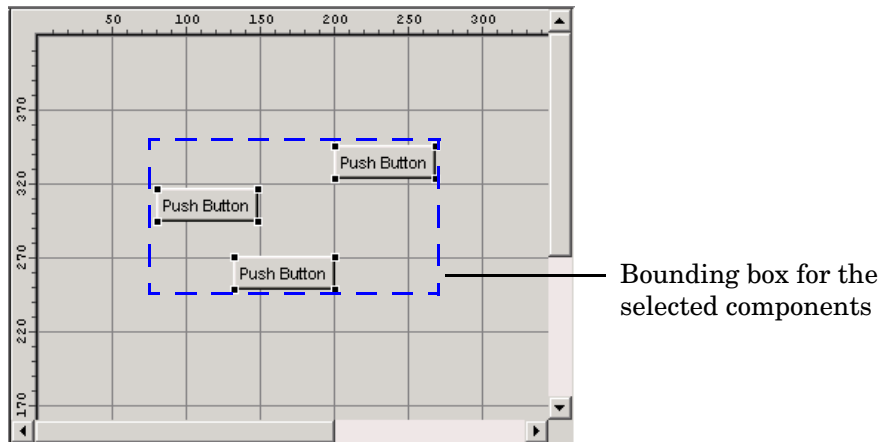 50 100 150 200 250 300
370
Push Button
320
Push Button
270
Push Button
Bounding box for the
selected components
220
170